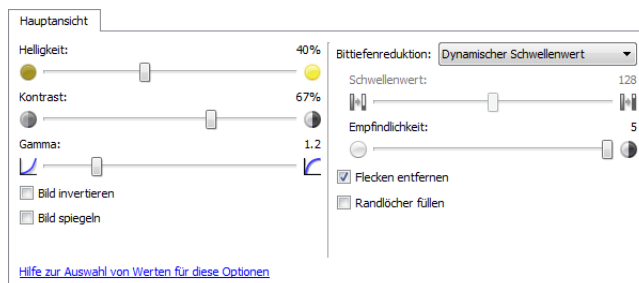 Hauptansicht
Helligkeit: 40%
Kontrast: 67%
Gamma: 1.2
Bild invertieren
Bild spiegeln
Hilfe zur Auswahl von Werten für diese Optionen
Bittiefenreduktion: Dynamischer Schwellenwert
Schwellenwert: 128
Empfindlichkeit: 5
Flecken entfernen
Randlöcher füllen